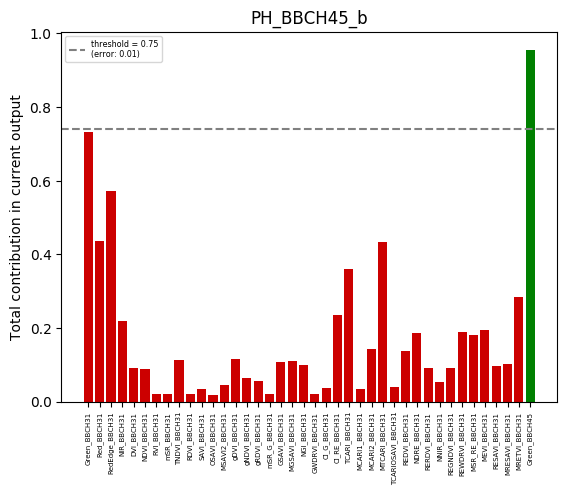 PH_BBCH45_b
threshold = 0.75
(error: 0.01)
Total contribution in current output
1.0
0.8
0.6
0.4
0.2
0.0
Green_BBCH31
Red_BBCH31
RedEdge_BBCH31
NIR_BBCH31
DVI_BBCH31
NDVI_BBCH31
RVI_BBCH31
mSR_BBCH31
TNDVI_BBCH31
RDVI_BBCH31
SAVI_BBCH31
OSAVI_BBCH31
MSAVI2_BBCH31
gDVI_BBCH31
gNDVI_BBCH31
gRDVI_BBCH31
mSR_G_BBCH31
GSAVI_BBCH31
MGSAVI_BBCH31
NGI_BBCH31
GWDRVI_BBCH31
CI_G_BBCH31
CI_RE_BBCH31
TCARI_BBCH31
MCARI1_BBCH31
MCARI2_BBCH31
MTCARI_BBCH31
TCARIOSAVI_BBCH31
REDVI_BBCH31
NDRE_BBCH31
RERDVI_BBCH31
NNIR_BBCH31
REGNDVI_BBCH31
REWDRVI_BBCH31
MSR_RE_BBCH31
MEVI_BBCH31
RESAVI_BBCH31
MRESAVI_BBCH31
MRETVI_BBCH31
Green_BBCH45